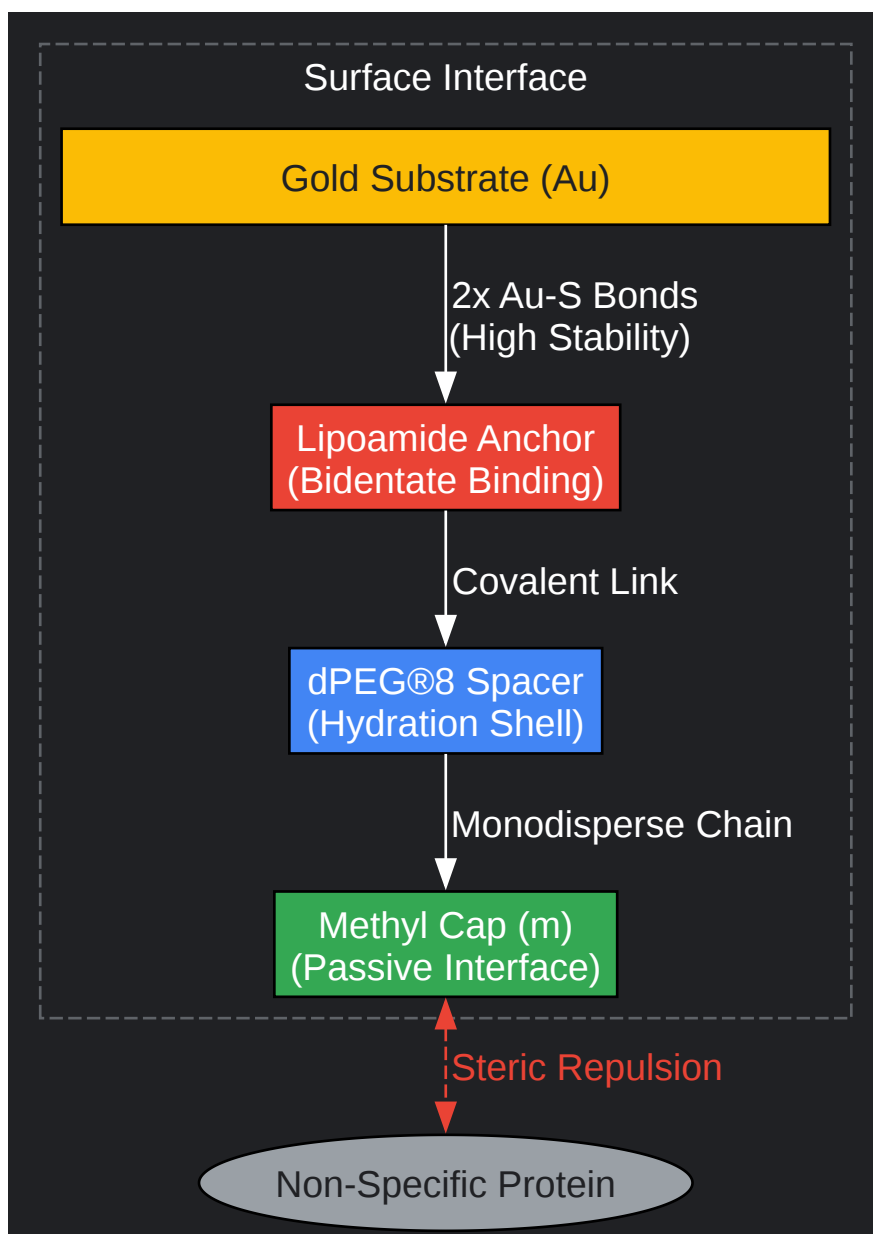 Surface Interface
Gold Substrate (Au)
2x Au-S Bonds
(High Stability)
Lipoamide Anchor
(Bidentate Binding)
Covalent Link
dPEG®8 Spacer
(Hydration Shell)
Monodisperse Chain
Methyl Cap (m)
(Passive Interface)
Steric Repulsion
Non-Specific Protein